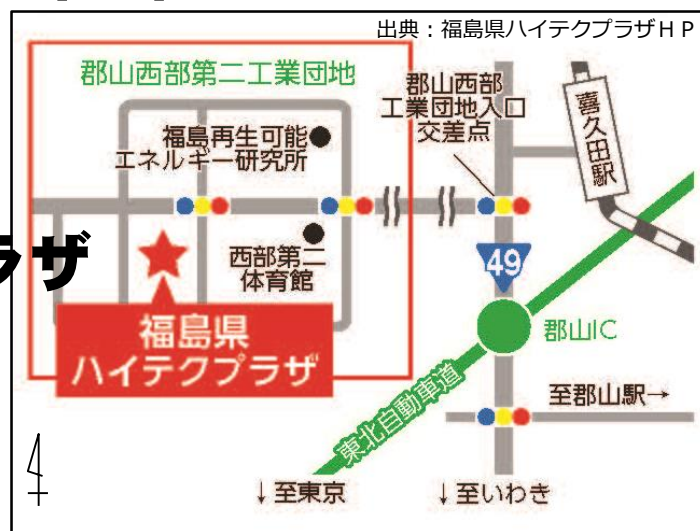 出典：福島県ハイテクプラザＨＰ
郡山西部第二工業団地
郡山西部
工業団地入口
交差点
喜久田駅
福島再生可能
エネルギー研究所
ラザ
西部第二
体育館
49
福島県
ハイテクプラザ
郡山IC
東北自動車道
至郡山駅→
↓至東京
↓至いわき